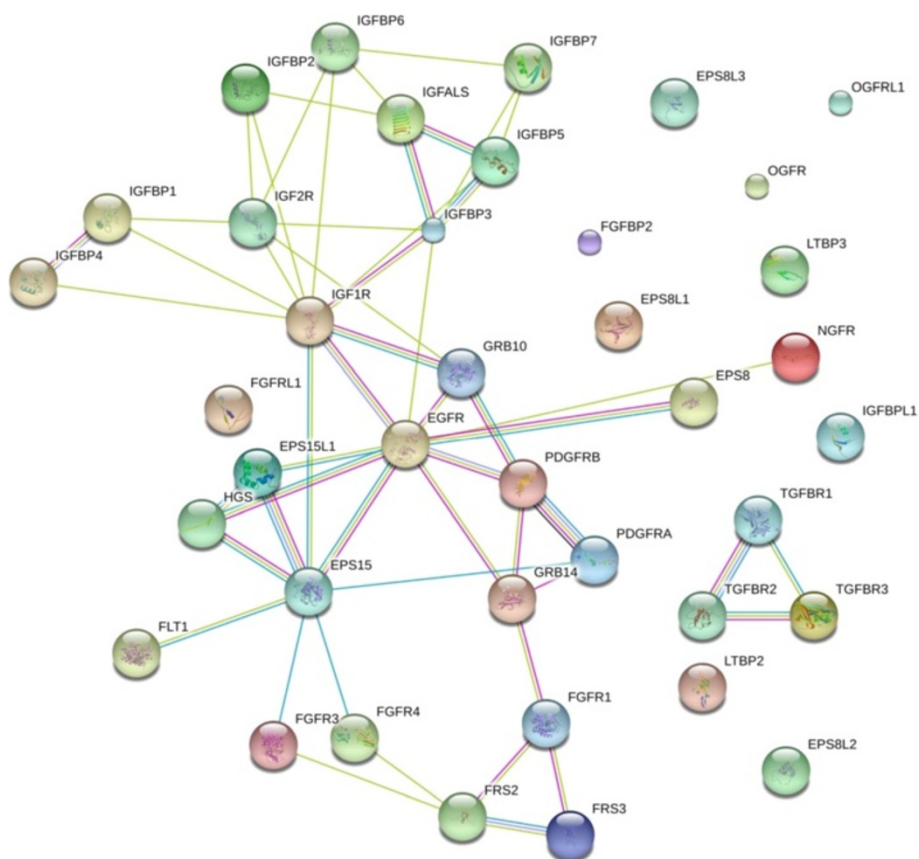 IGFBP6
IGFBP7
IGFBP2
IGFALS
EPS8L3
OGFRL1
IGFBP5
OGFR
IGFBP1
IGF2R
IGFBP3
FGFBP2
LTBP3
IGFBP4
IGF1R
EPS8L1
NGFR
GRB10
EPS8
FGFRL1
EGFR
IGFBPL1
EPS15L1
PDGFRB
TGFBR1
HGS
PDGFRA
EPS15
GRB14
TGFBR2
TGFBR3
FLT1
LTBP2
FGFR1
FGFR3
FGFR4
EPS8L2
FRS2
FRS3